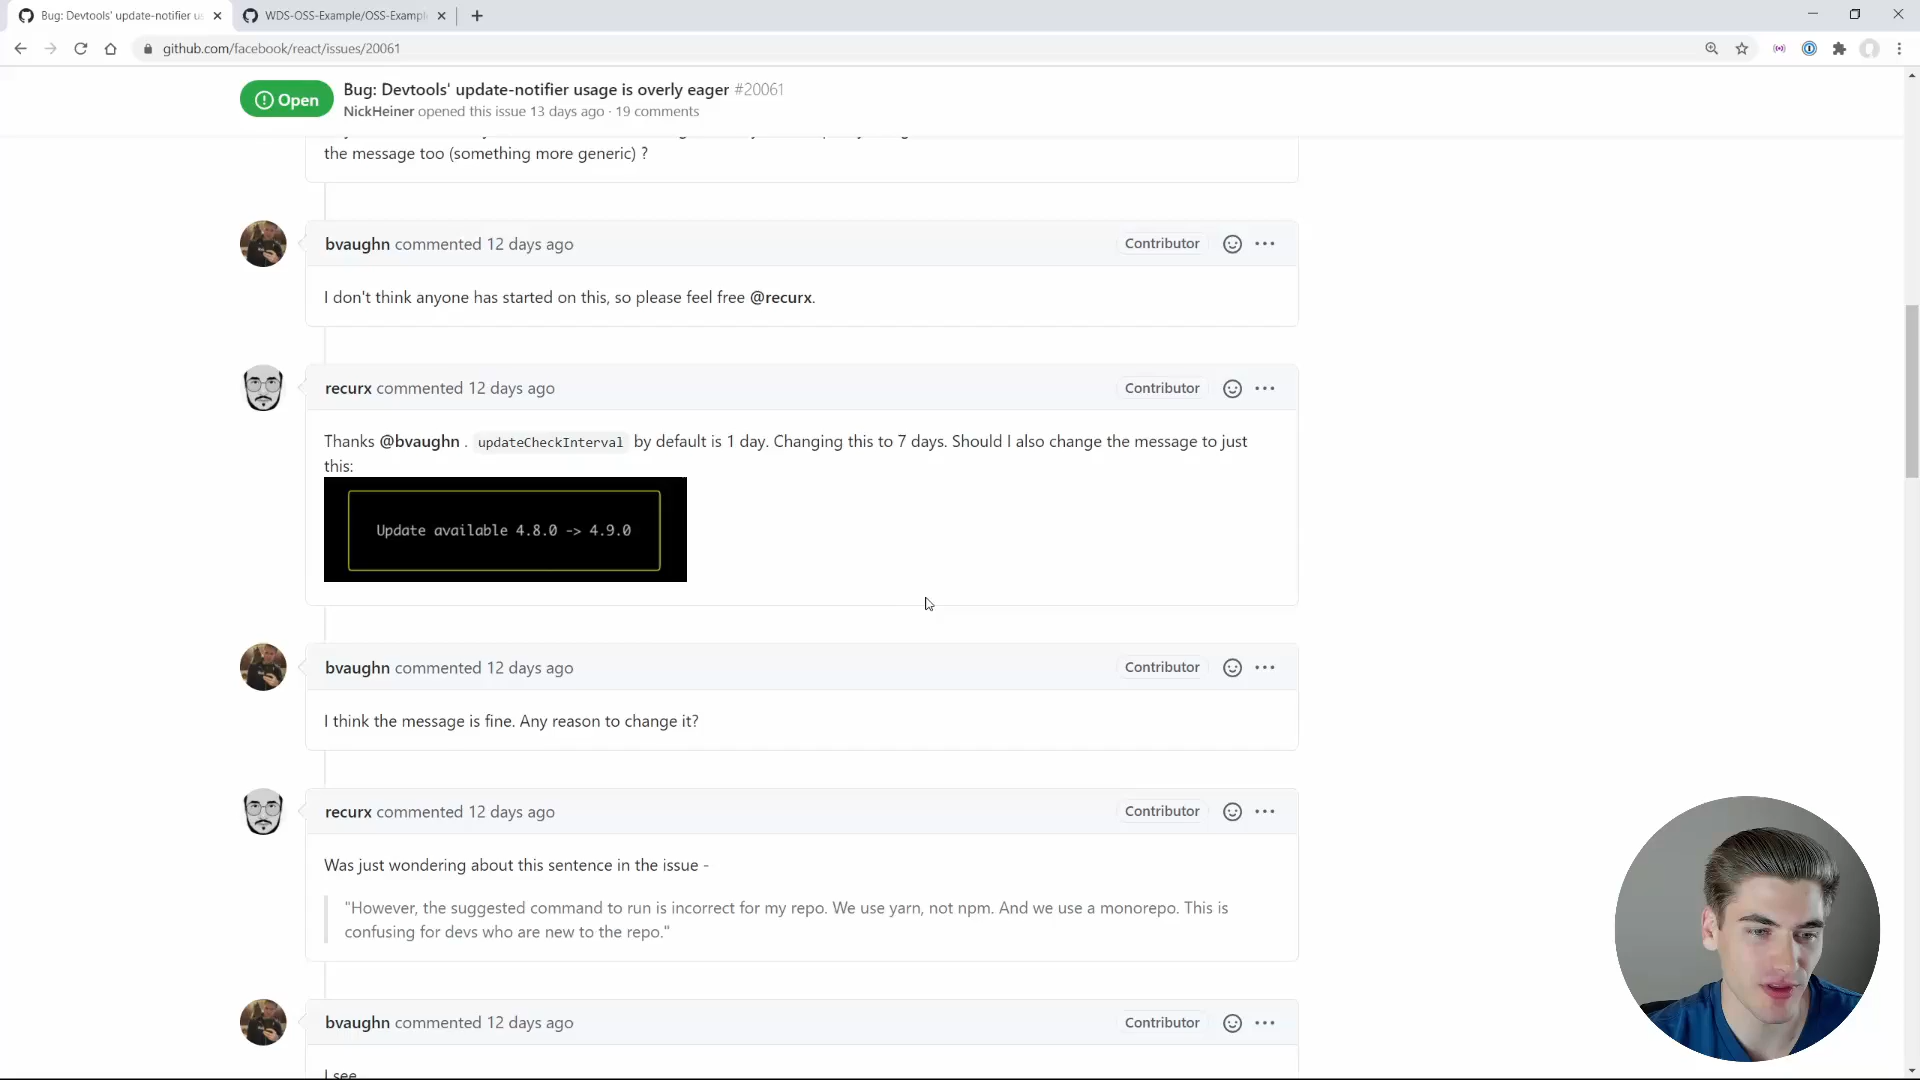 Bug: Devtools' update-notifier us
WDS-OSS-Example/OSS-Exampl
github.com/facebook/react/issues/20061
Open
Bug: Devtools' update-notifier usage is overly eager #20061
NickHeiner opened this issue 13 days ago · 19 comments
the message too (something more generic) ?
bvaughn commented 12 days ago
Contributor
I don't think anyone has started on this, so please feel free @recurx.
recurx commented 12 days ago
Contributor
Thanks @bvaughn . updateCheckInterval by default is 1 day. Changing this to 7 days. Should I also change the message to just
this:
Update available 4.8.0 -> 4.9.0
bvaughn commented 12 days ago
Contributor
I think the message is fine. Any reason to change it?
recurx commented 12 days ago
Contributor
Was just wondering about this sentence in the issue -
"However, the suggested command to run is incorrect for my repo. We use yarn, not npm. And we use a monorepo. This is
confusing for devs who are new to the repo."
bvaughn commented 12 days ago
Contributor
I see